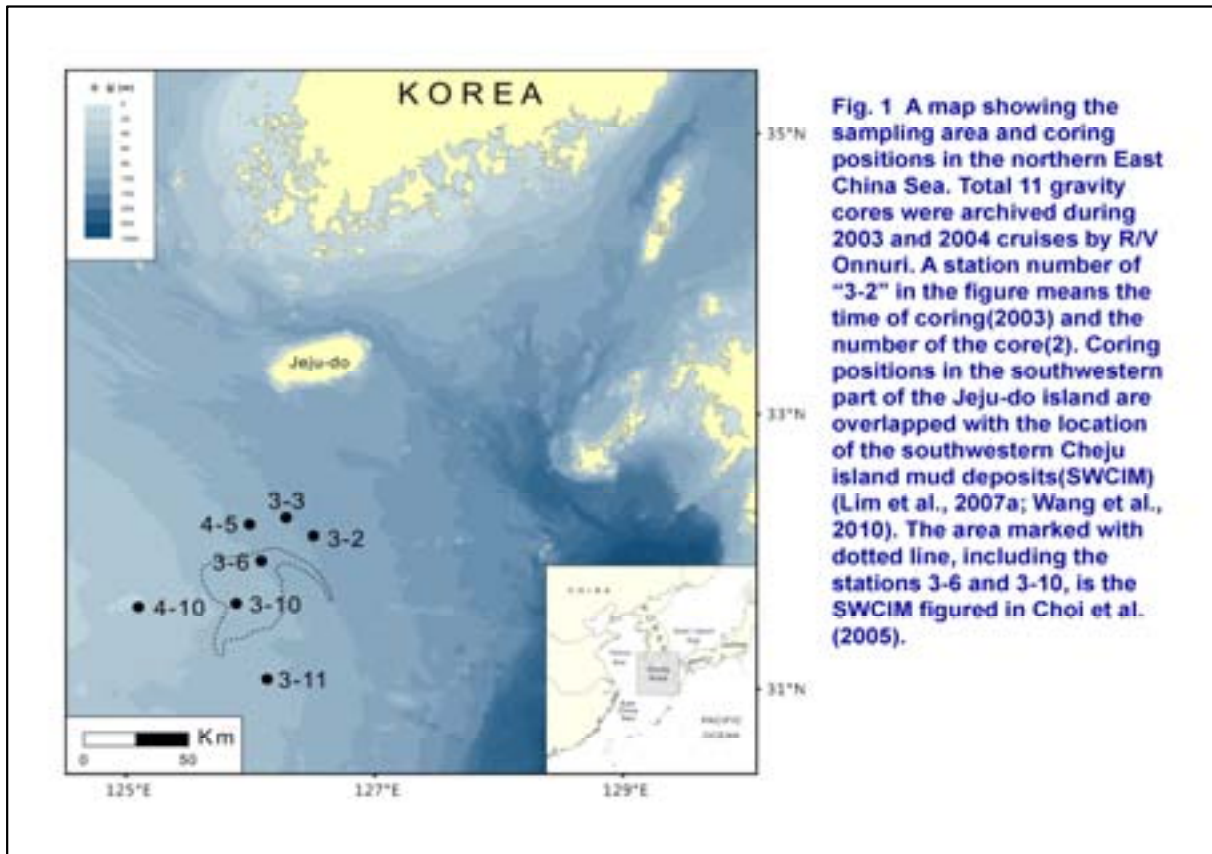 KOREA
35°N
Jeju-do
33°N
3-3
4-5
3-2
3-6
4-10
3-10
3-11
31°N
Km
0
50
125°E
127°E
129°E
CHINA
PACIFIC
OCEAN
Fig. 1 A map showing the
sampling area and coring
positions in the northern East
China Sea. Total 11 gravity
cores were archived during
2003 and 2004 cruises by R/V
Onnuri. A station number of
“3-2” in the figure means the
time of coring(2003) and the
number of the core(2). Coring
positions in the southwestern
part of the Jeju-do island are
overlapped with the location
of the southwestern Cheju
island mud deposits(SWCIM)
(Lim et al., 2007a; Wang et al.,
2010). The area marked with
dotted line, including the
stations 3-6 and 3-10, is the
SWCIM figured in Choi et al.
(2005).